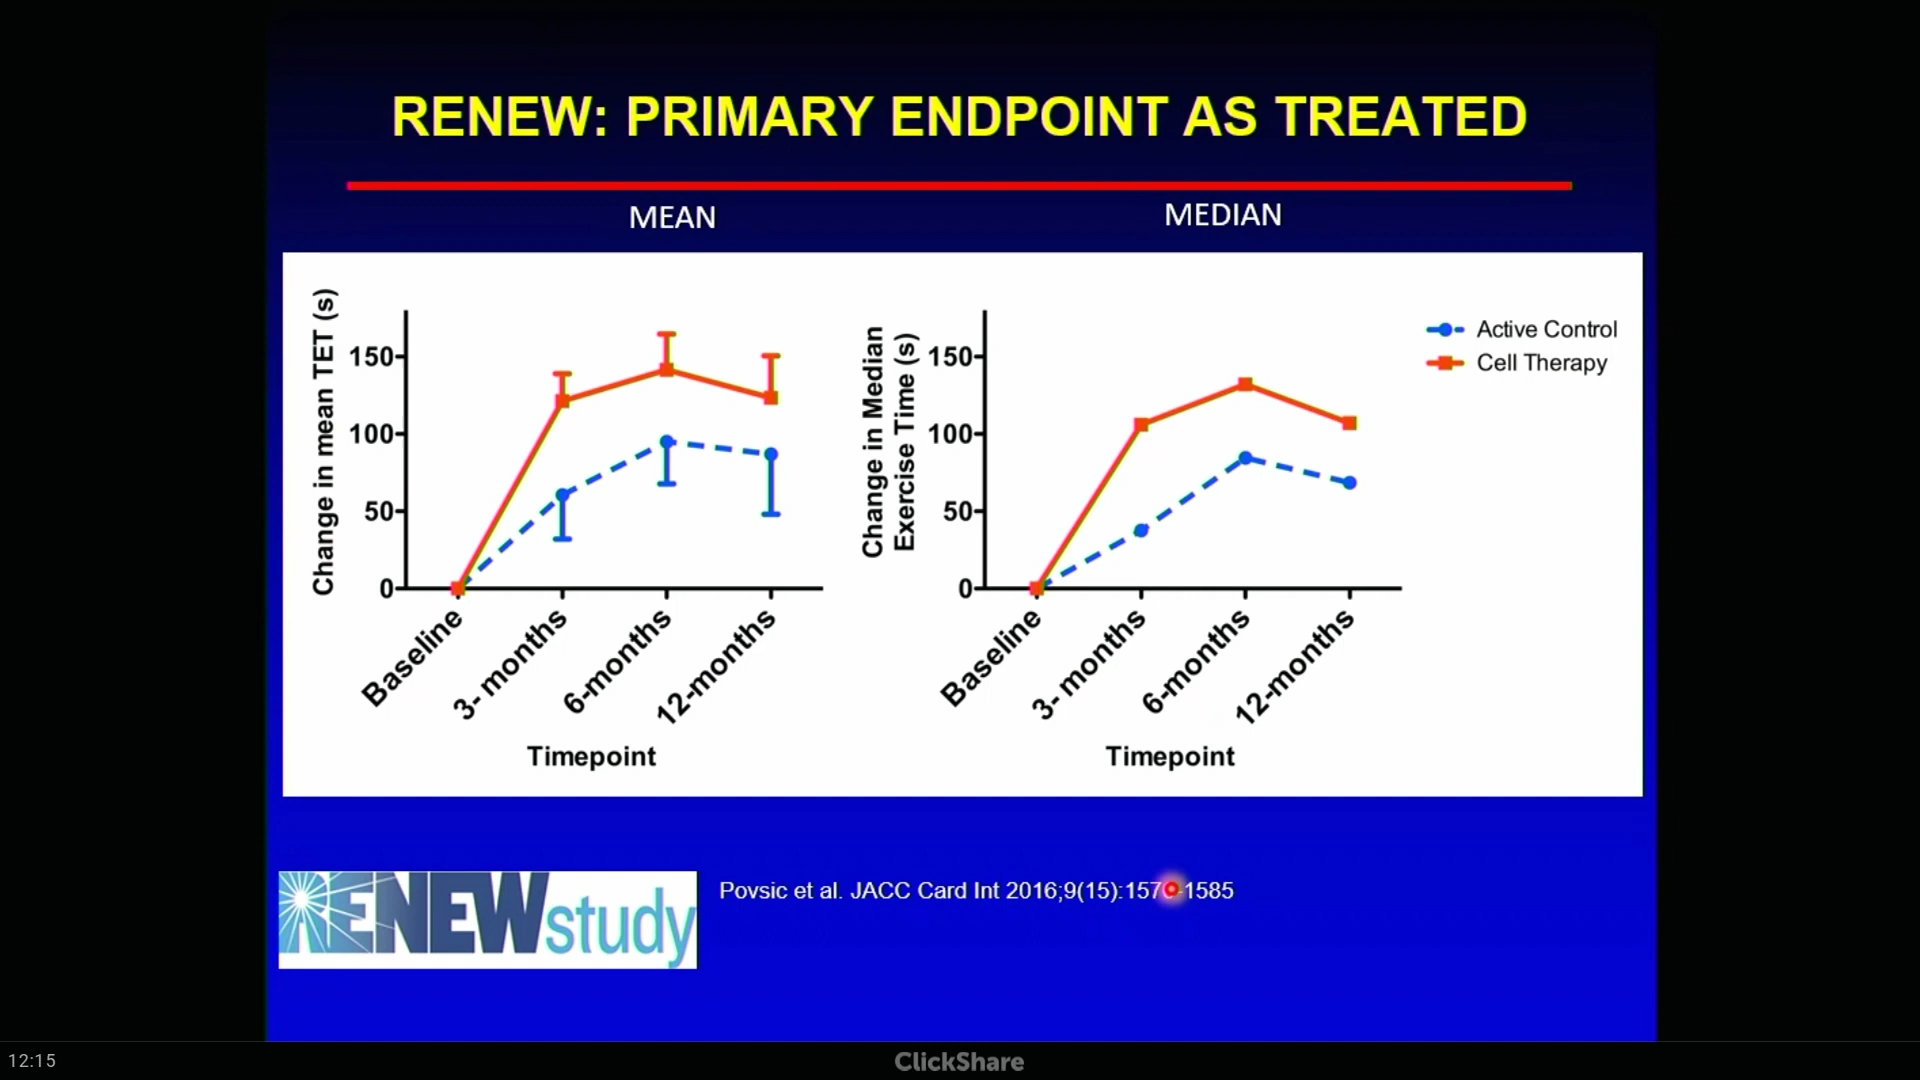 RENEW: PRIMARY ENDPOINT AS TREATED
MEAN
MEDIAN
Change in mean TET (s)
150
100
50
0
Baseline
3- months
6-months
12-months
Timepoint
Change in Median
Exercise Time (s)
150
100
50
0
Baseline
3- months
6-months
12-months
Timepoint
Active Control
Cell Therapy
RENEW study
Povsic et al. JACC Card Int 2016;9(15):157 -1585
12:15
ClickShare